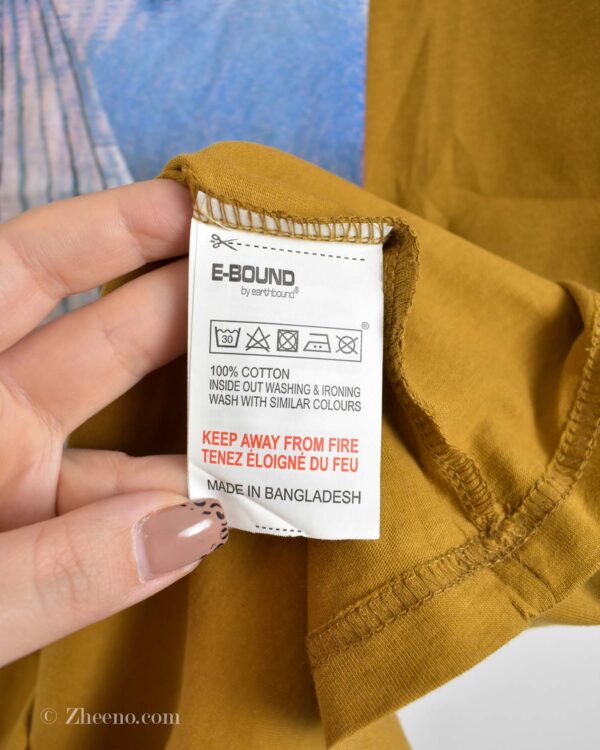 E-BOUND
by earthbound®
30
®
100% COTTON
INSIDE OUT WASHING & IRONING
WASH WITH SIMILAR COLOURS
KEEP AWAY FROM FIRE
TENEZ ÉLOIGNÉ DU FEU
MADE IN BANGLADESH
© Zheeno.com